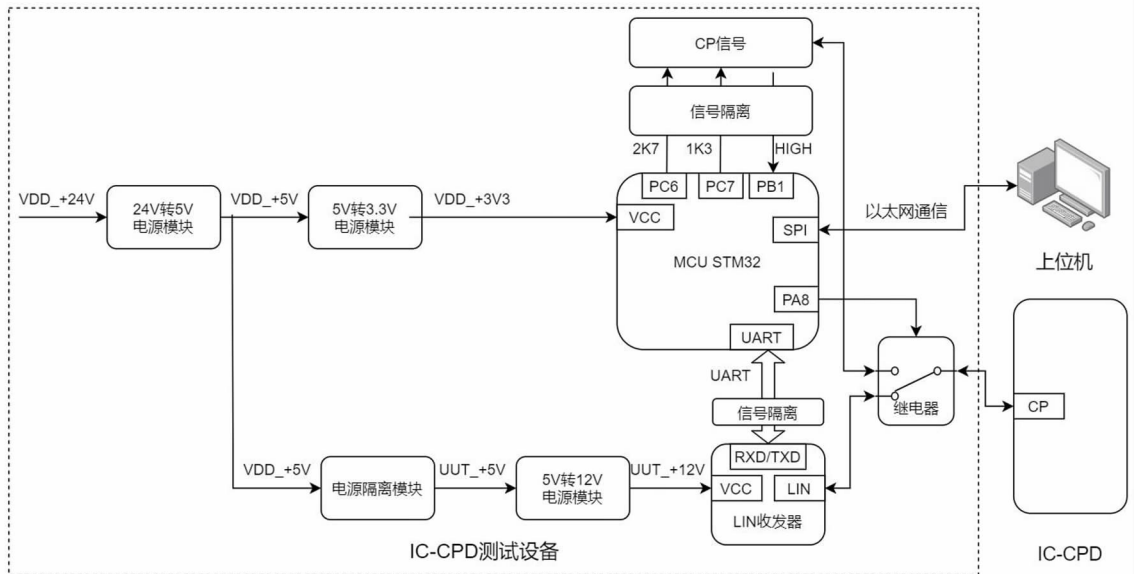 CP信号
信号隔离
2K7
1K3
HIGH
PC6
PC7
PB1
VDD_+24V
24V转5V
电源模块
VDD_+5V
5V转3.3V
电源模块
VDD_+3V3
VCC
SPI
以太网通信
MCU STM32
上位机
PA8
UART
UART
继电器
CP
信号隔离
RXD/TXD
VDD_+5V
电源隔离模块
UUT_+5V
5V转12V
电源模块
UUT_+12V
VCC
LIN
LIN收发器
IC-CPD测试设备
IC-CPD